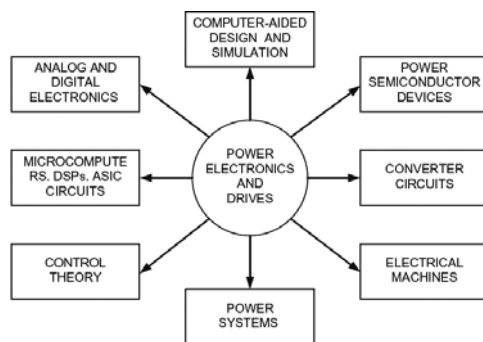 COMPUTER-AIDED
DESIGN AND
SIMULATION
ANALOG AND
DIGITAL
ELECTRONICS
POWER
SEMICONDUCTOR
DEVICES
POWER
ELECTRONICS
AND
DRIVES
MICROCOMPUTE
RS. DSPs. ASIC
CIRCUITS
CONVERTER
CIRCUITS
CONTROL
THEORY
ELECTRICAL
MACHINES
POWER
SYSTEMS